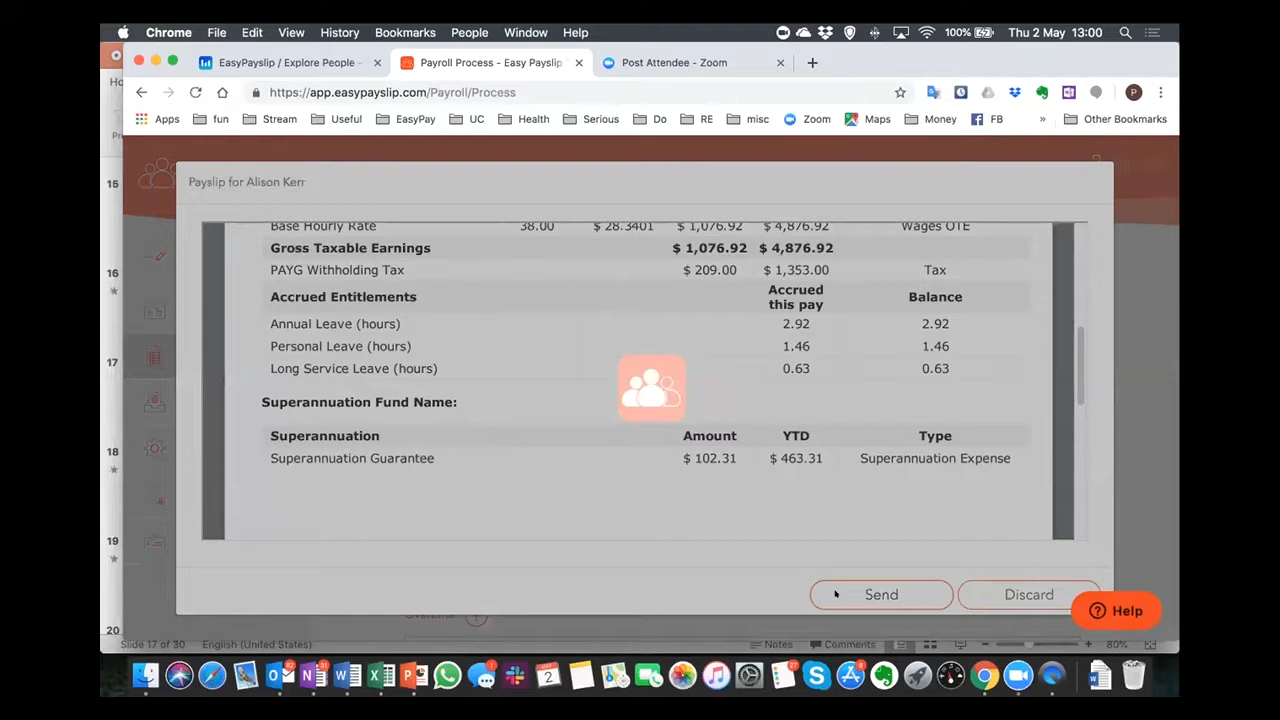 Chrome File Edit View History Bookmarks People Window Help 100% Thu 2 May 13:00
EasyPayslip / Explore People - Payroll Process - Easy Payslip Post Attendee - Zoom
https://app.easypayslip.com/Payroll/Process P
Apps fun Stream Useful EasyPay UC Health Serious Do RE misc Zoom Maps Money FB » Other Bookmarks
Payslip for Alison Kerr
15
Base Hourly Rate 38.00 $ 28.3401 $ 1,076.92 $ 4,876.92 Wages OTE
Gross Taxable Earnings $ 1,076.92 $ 4,876.92
16
PAYG Withholding Tax $ 209.00 $ 1,353.00 Tax
Accrued Entitlements Accrued this pay Balance
Annual Leave (hours) 2.92 2.92
Personal Leave (hours) 1.46 1.46
17
Long Service Leave (hours) 0.63 0.63
Superannuation Fund Name:
Superannuation Amount YTD Type
18
Superannuation Guarantee $ 102.31 $ 463.31 Superannuation Expense
19
Send Discard
Help
20
Slide 17 of 30 English (United States) Notes Comments 80%
2